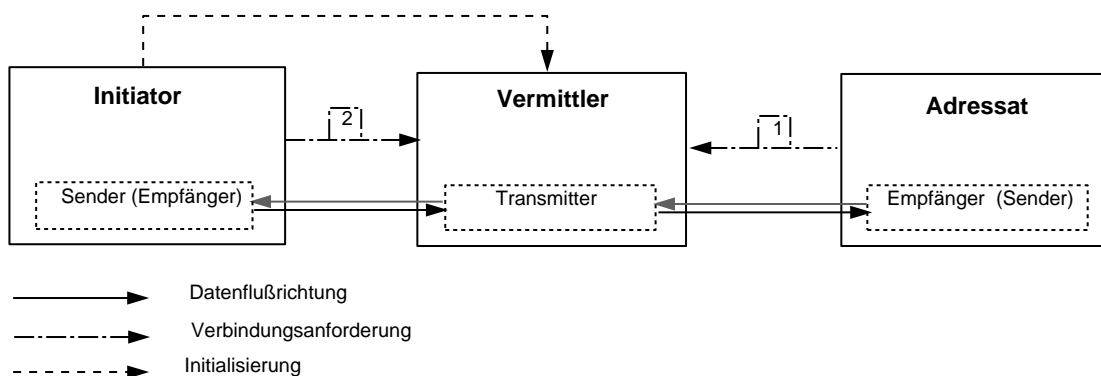 Initiator
Vermittler
Adressat
2
1
Sender (Empfänger)
Transmitter
Empfänger (Sender)
Datenflußrichtung
Verbindungsanforderung
Initialisierung